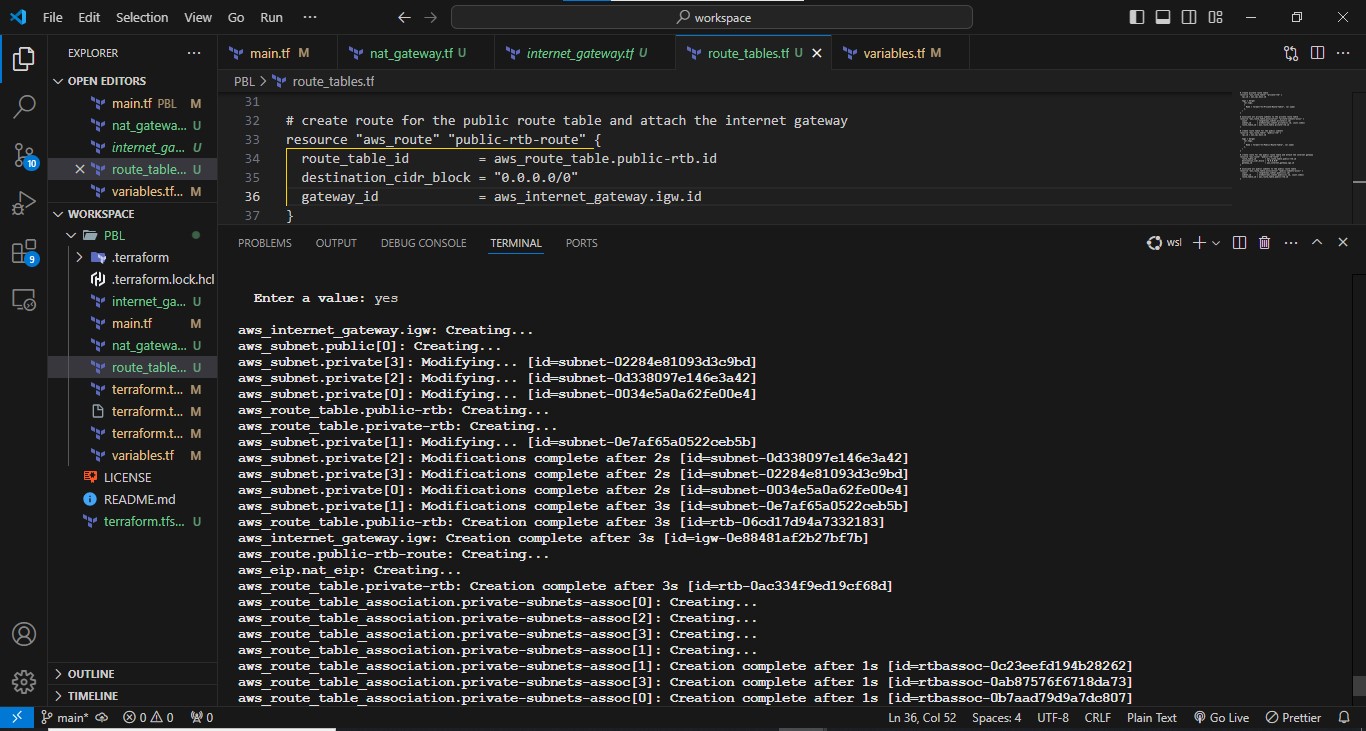 File Edit Selection View Go Run ··· workspace
EXPLORER ···
OPEN EDITORS
main.tf PBL M
nat_gatewa... U
internet_ga... U
route_table... U
variables.tf... M
WORKSPACE
PBL
.terraform
.terraform.lock.hcl
internet_ga... U
main.tf M
nat_gatewa... U
route_table... U
terraform.t... M
terraform.t... M
terraform.t... M
variables.tf M
LICENSE
README.md
terraform.tfs... U
OUTLINE
TIMELINE
10
9
main.tf M nat_gateway.tf U internet_gateway.tf U route_tables.tf U variables.tf M
PBL > route_tables.tf
31
32 # create route for the public route table and attach the internet gateway
33 resource "aws_route" "public-rtb-route" {
34 route_table_id = aws_route_table.public-rtb.id
35 destination_cidr_block = "0.0.0.0/0"
36 gateway_id = aws_internet_gateway.igw.id
37 }
PROBLEMS OUTPUT DEBUG CONSOLE TERMINAL PORTS wsl
Enter a value: yes
aws_internet_gateway.igw: Creating...
aws_subnet.public[0]: Creating...
aws_subnet.private[3]: Modifying... [id=subnet-02284e81093d3c9bd]
aws_subnet.private[2]: Modifying... [id=subnet-0d338097e146e3a42]
aws_subnet.private[0]: Modifying... [id=subnet-0034e5a0a62fe00e4]
aws_route_table.public-rtb: Creating...
aws_route_table.private-rtb: Creating...
aws_subnet.private[1]: Modifying... [id=subnet-0e7af65a0522ceb5b]
aws_subnet.private[2]: Modifications complete after 2s [id=subnet-0d338097e146e3a42]
aws_subnet.private[3]: Modifications complete after 2s [id=subnet-02284e81093d3c9bd]
aws_subnet.private[0]: Modifications complete after 2s [id=subnet-0034e5a0a62fe00e4]
aws_subnet.private[1]: Modifications complete after 3s [id=subnet-0e7af65a0522ceb5b]
aws_route_table.public-rtb: Creation complete after 3s [id=rtb-06cd17d94a7332183]
aws_internet_gateway.igw: Creation complete after 3s [id=igw-0e88481af2b27bf7b]
aws_route.public-rtb-route: Creating...
aws_eip.nat_eip: Creating...
aws_route_table.private-rtb: Creation complete after 3s [id=rtb-0ac334f9ed19cf68d]
aws_route_table_association.private-subnets-assoc[0]: Creating...
aws_route_table_association.private-subnets-assoc[2]: Creating...
aws_route_table_association.private-subnets-assoc[3]: Creating...
aws_route_table_association.private-subnets-assoc[1]: Creating...
aws_route_table_association.private-subnets-assoc[1]: Creation complete after 1s [id=rtbassoc-0c23eefd194b28262]
aws_route_table_association.private-subnets-assoc[3]: Creation complete after 1s [id=rtbassoc-0ab87576f6718da73]
aws_route_table_association.private-subnets-assoc[0]: Creation complete after 1s [id=rtbassoc-0b7aad79d9a7dc807]
main* 0 0 0 Ln 36, Col 52 Spaces: 4 UTF-8 CRLF Plain Text Go Live Prettier